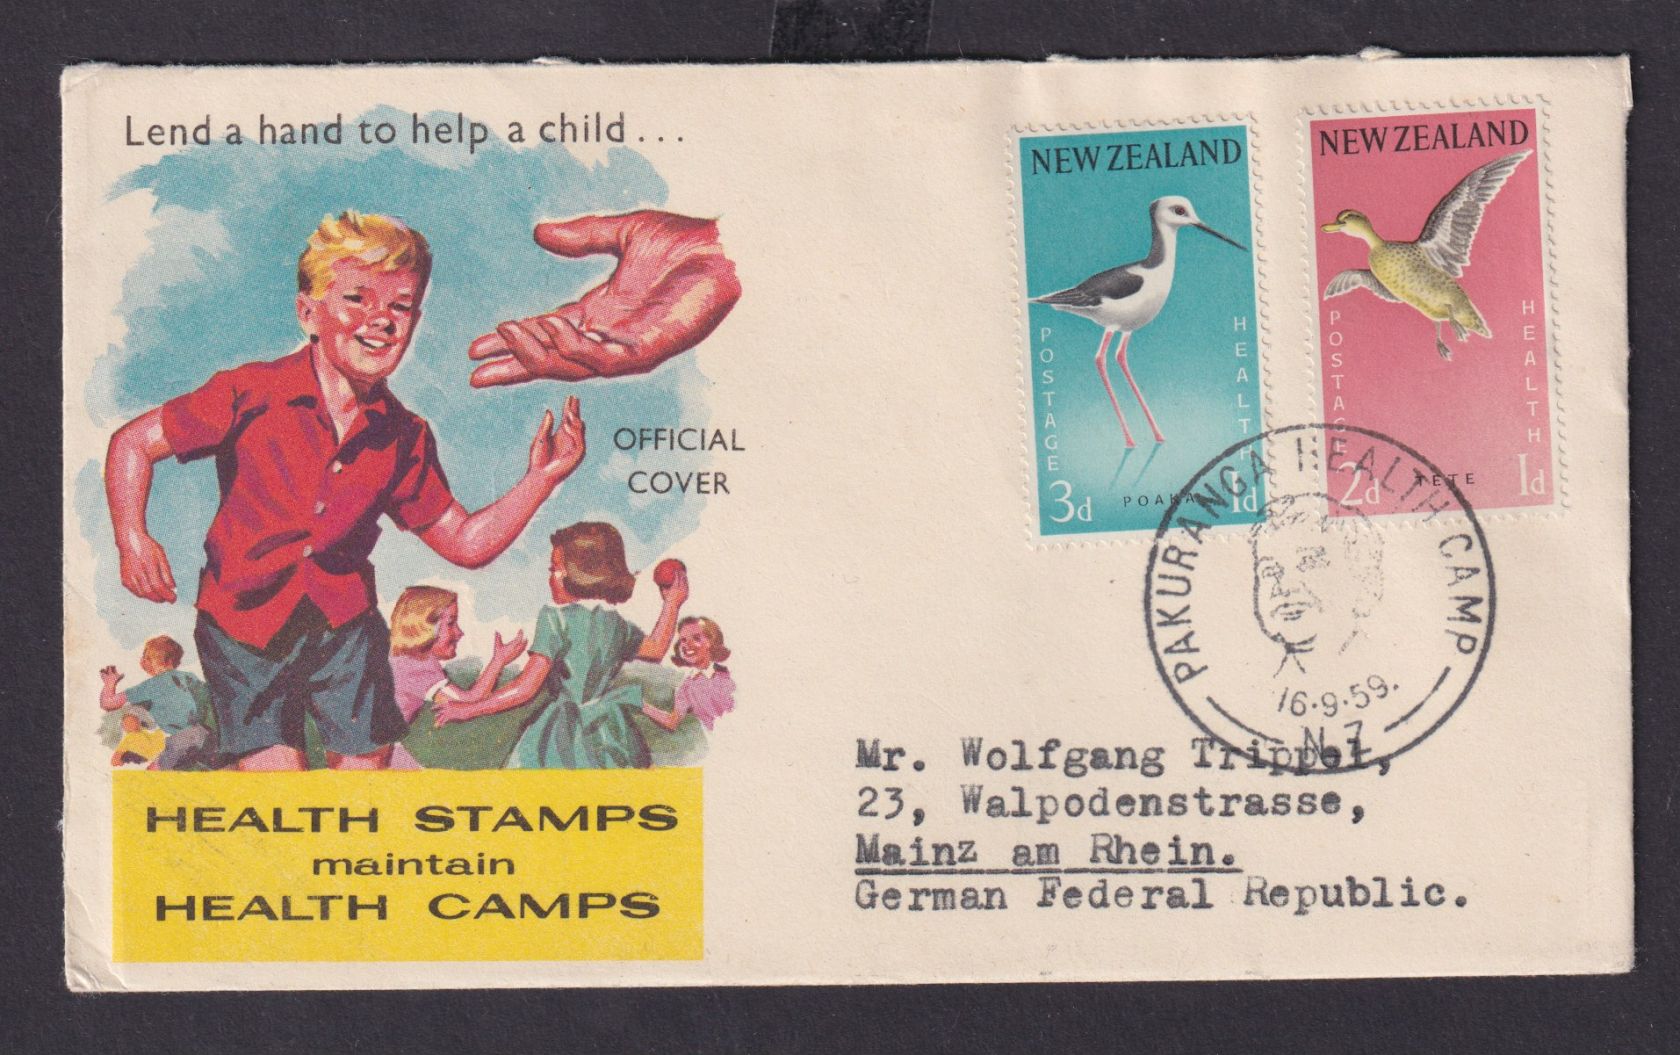 Lend a hand to help a child...
OFFICIAL
COVER
HEALTH STAMPS
maintain
HEALTH CAMPS
NEW ZEALAND
POSTAGE
HEALTH
3d POAKA 1d
NEW ZEALAND
POSTAGE
HEALTH
2d TETE 1d
PAKURANGA HEALTH CAMP
16.9.59.
N.Z
Mr. Wolfgang Trippel,
23, Walpodenstrasse,
Mainz am Rhein.
German Federal Republic.